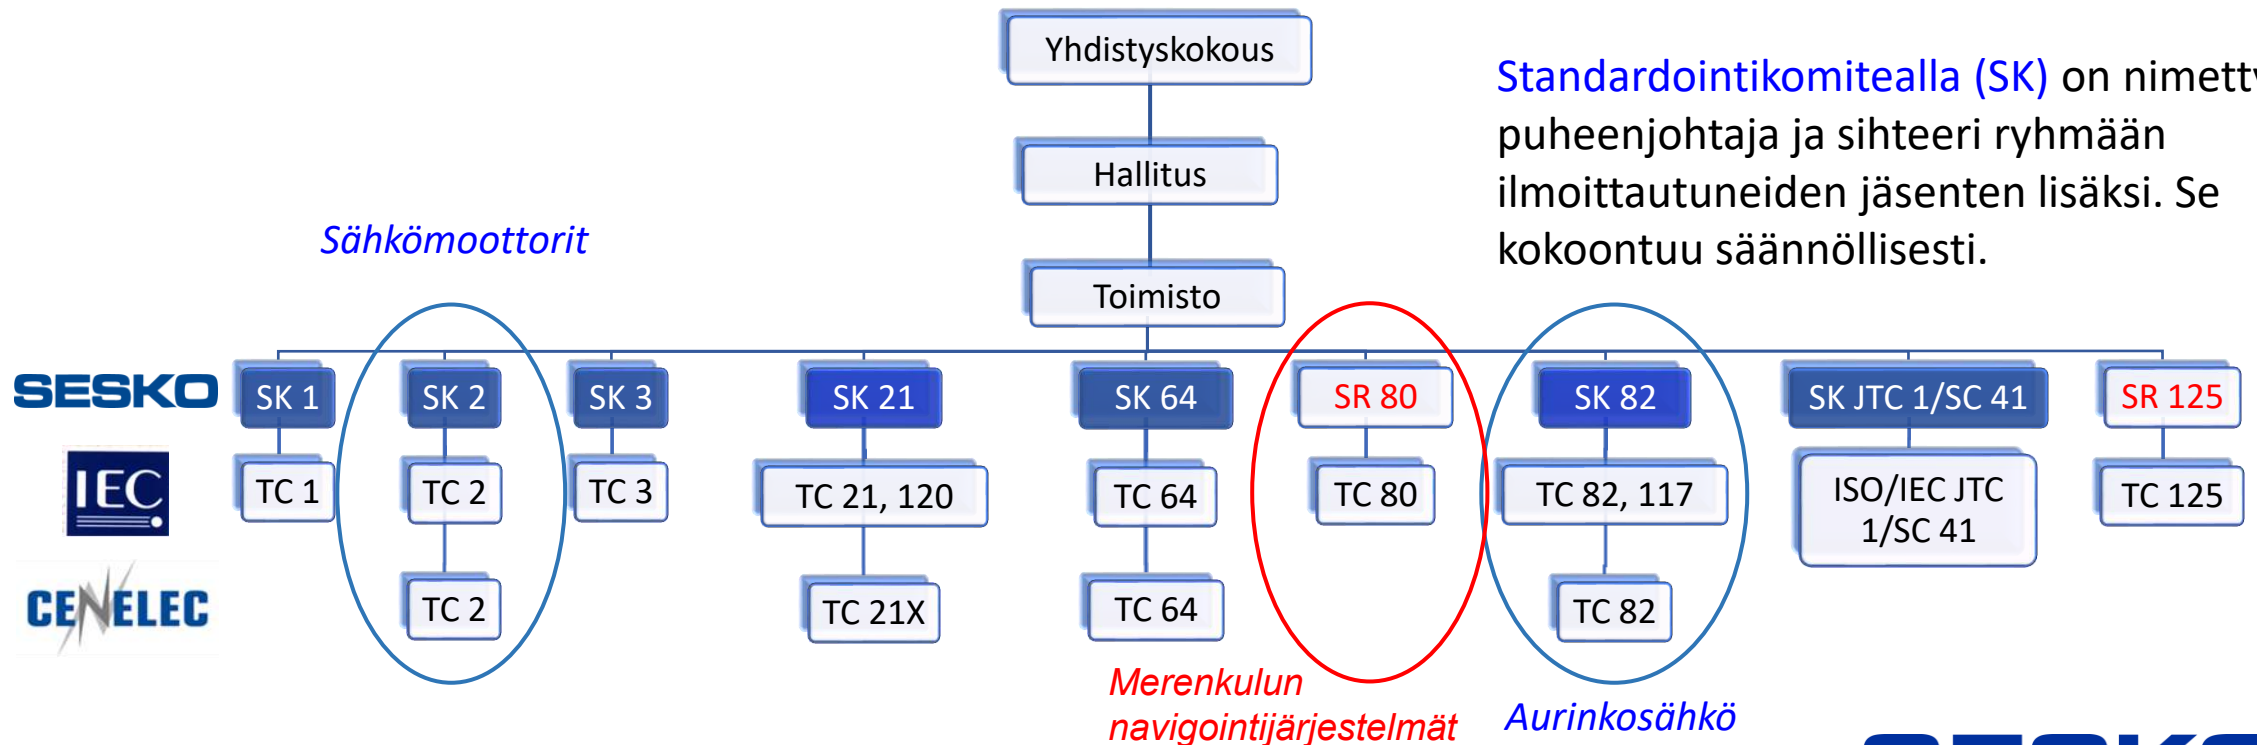 Yhdistyskokous
Standardointikomitealla (SK) on nimetty
puheenjohtaja ja sihteeri ryhmään
ilmoittautuneiden jäsenten lisäksi. Se
kokoontuu säännöllisesti.
Hallitus
Sähkömoottorit
Toimisto
SESKO
SK 1
SK 2
SK 3
SK 21
SK 64
SR 80
SK 82
SK JTC 1/SC 41
SR 125
IEC
TC 1
TC 2
TC 3
TC 21, 120
TC 64
TC 80
TC 82, 117
ISO/IEC JTC
1/SC 41
TC 125
CENELEC
TC 2
TC 21X
TC 64
TC 82
Merenkulun
navigointijärjestelmät
Aurinkosähkö
SESKO